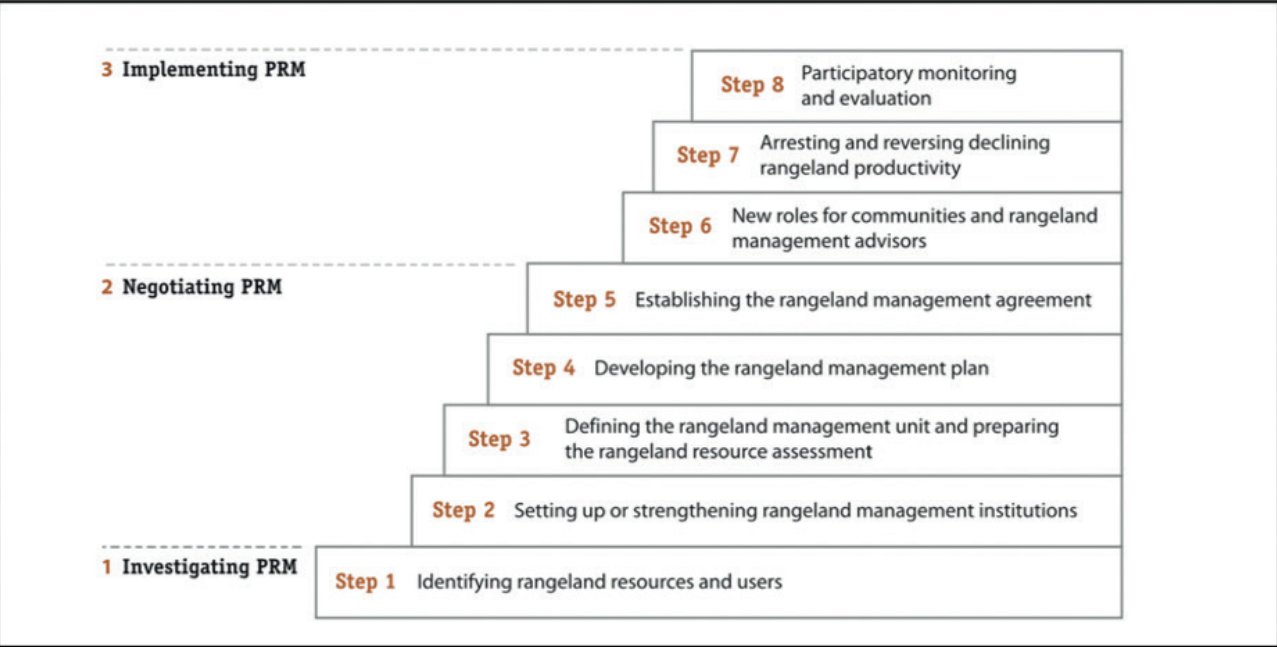 3 Implementing PRM
Step 8 Participatory monitoring
and evaluation
Step 7 Arresting and reversing declining
rangeland productivity
Step 6 New roles for communities and rangeland
management advisors
2 Negotiating PRM
Step 5 Establishing the rangeland management agreement
Step 4 Developing the rangeland management plan
Step 3 Defining the rangeland management unit and preparing
the rangeland resource assessment
Step 2 Setting up or strengthening rangeland management institutions
1 Investigating PRM
Step 1 Identifying rangeland resources and users